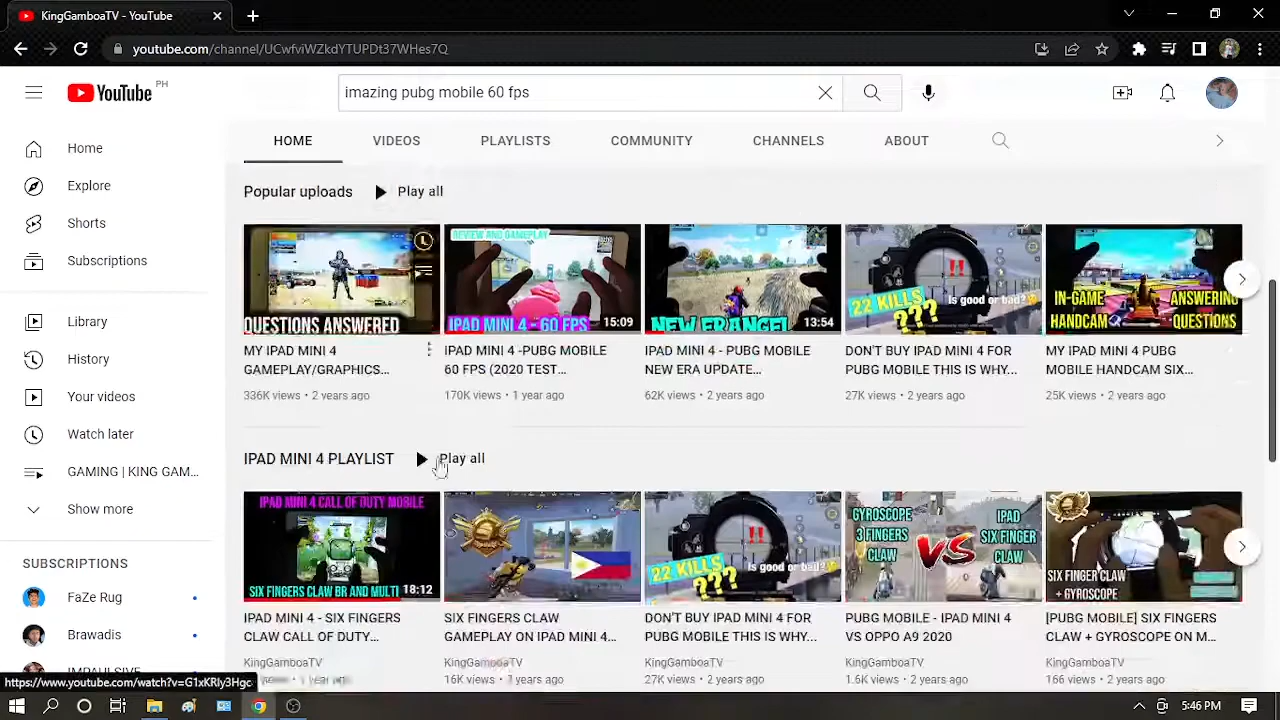 KingGamboaTV - YouTube
youtube.com/channel/UCwfviWZkdYTUPDt37WHes7Q
YouTube PH
imazing pubg mobile 60 fps
HOME VIDEOS PLAYLISTS COMMUNITY CHANNELS ABOUT
Home
Explore
Shorts
Subscriptions
Library
History
Your videos
Watch later
GAMING | KING GAM...
Show more
SUBSCRIPTIONS
FaZe Rug
Brawadis
IMPAULSIVE
Popular uploads Play all
QUESTIONS ANSWERED
MY IPAD MINI 4
GAMEPLAY/GRAPHICS...
336K views • 2 years ago
REVIEW AND GAMEPLAY
IPAD MINI 4 - 60 FPS
15:09
IPAD MINI 4 -PUBG MOBILE
60 FPS (2020 TEST...
170K views • 1 year ago
NEW ERANGEL
13:54
IPAD MINI 4 - PUBG MOBILE
NEW ERA UPDATE...
62K views • 2 years ago
22 KILLS
???
Is good or bad?
DON'T BUY IPAD MINI 4 FOR
PUBG MOBILE THIS IS WHY...
27K views • 2 years ago
IN-GAME
HANDCAM
ANSWERING
QUESTIONS
MY IPAD MINI 4 PUBG
MOBILE HANDCAM SIX...
25K views • 2 years ago
IPAD MINI 4 PLAYLIST Play all
IPAD MINI 4 CALL OF DUTY MOBILE
SIX FINGERS CLAW BR AND MULTI
18:12
IPAD MINI 4 - SIX FINGERS
CLAW CALL OF DUTY...
KingGamboaTV
1 year ago
SIX FINGERS CLAW
GAMEPLAY ON IPAD MINI 4...
KingGamboaTV
16K views • 2 years ago
22 KILLS
???
Is good or bad?
DON'T BUY IPAD MINI 4 FOR
PUBG MOBILE THIS IS WHY...
KingGamboaTV
27K views • 2 years ago
GYROSCOPE
3 FINGERS
CLAW
VS
IPAD
SIX FINGER
CLAW
PUBG MOBILE - IPAD MINI 4
VS OPPO A9 2020
KingGamboaTV
1.6K views • 2 years ago
SIX FINGER CLAW
+ GYROSCOPE
[PUBG MOBILE] SIX FINGERS
CLAW + GYROSCOPE ON M...
KingGamboaTV
166 views • 2 years ago
https://www.youtube.com/watch?v=G1xKRly3Hgc
5:46 PM